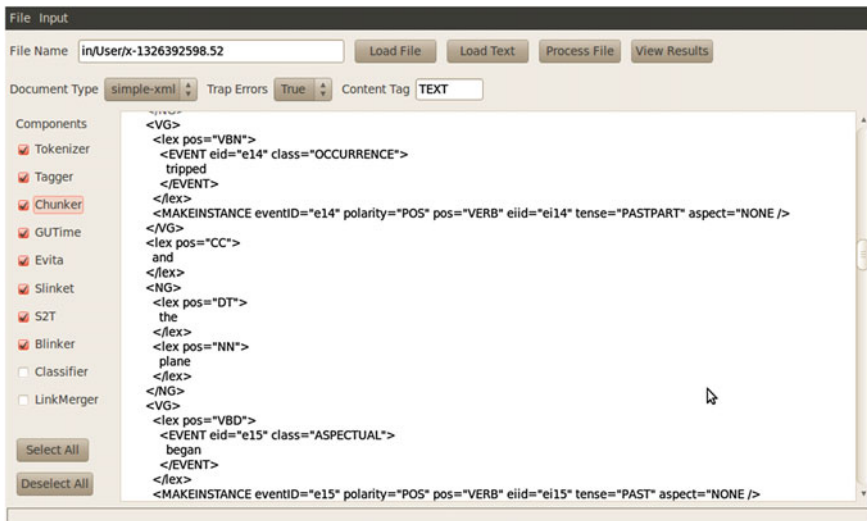 File Input
File Name in/User/x-1326392598.52 Load File Load Text Process File View Results
Document Type simple-xml Trap Errors True Content Tag TEXT
Components
Tokenizer
Tagger
Chunker
GUTime
Evita
Slinket
S2T
Blinker
Classifier
LinkMerger
Select All
Deselect All
</NG>
<VG>
<lex pos="VBN">
<EVENT eid="e14" class="OCCURRENCE">
tripped
</EVENT>
</lex>
<MAKEINSTANCE eventID="e14" polarity="POS" pos="VERB" eiid="ei14" tense="PASTPART" aspect="NONE />
</VG>
<lex pos="CC">
and
</lex>
<NG>
<lex pos="DT">
the
</lex>
<lex pos="NN">
plane
</lex>
</NG>
<VG>
<lex pos="VBD">
<EVENT eid="e15" class="ASPECTUAL">
began
</EVENT>
</lex>
<MAKEINSTANCE eventID="e15" polarity="POS" pos="VERB" eiid="ei15" tense="PAST" aspect="NONE />